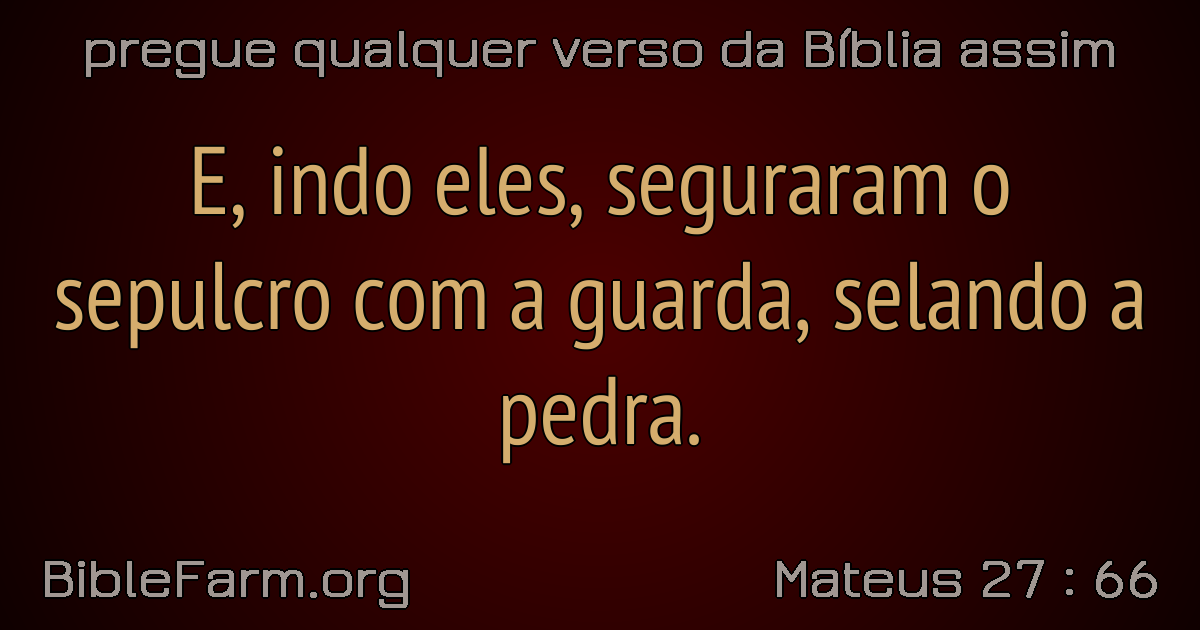 pregue qualquer verso da Bíblia assim
E, indo eles, seguraram o
sepulcro com a guarda, selando a
pedra.
BibleFarm.org
Mateus 27 : 66